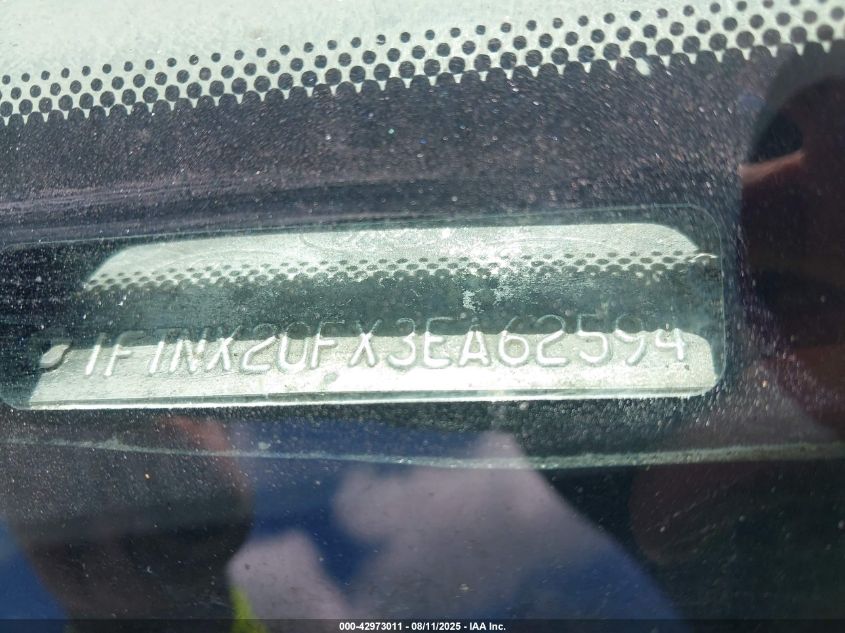 1FTNX20FX3EA62594
000-42973011 - 08/11/2025 - IAA Inc.